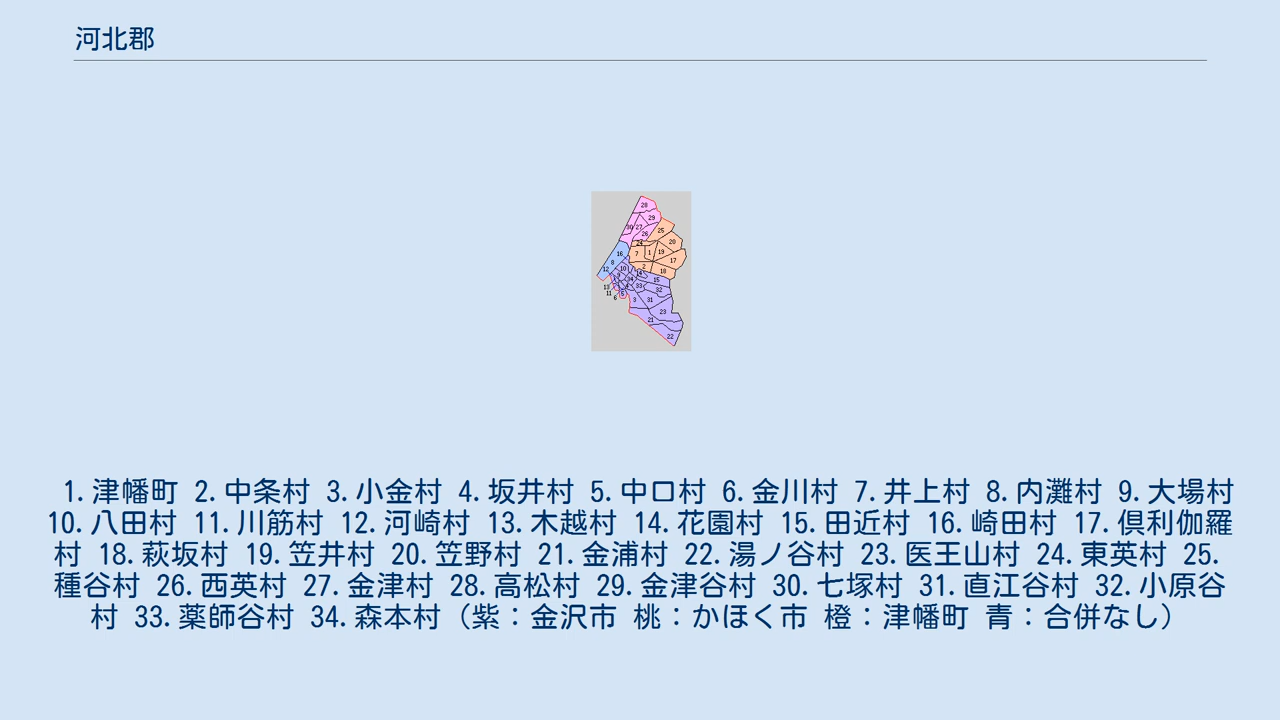 河北郡
1.津幡町 2.中条村 3.小金村 4.坂井村 5.中口村 6.金川村 7.井上村 8.内灘村 9.大場村
10.八田村 11.川筋村 12.河崎村 13.木越村 14.花園村 15.田近村 16.崎田村 17.倶利伽羅
村 18.萩坂村 19.笠井村 20.笠野村 21.金浦村 22.湯ノ谷村 23.医王山村 24.東英村 25.
種谷村 26.西英村 27.金津村 28.高松村 29.金津谷村 30.七塚村 31.直江谷村 32.小原谷
村 33.薬師谷村 34.森本村（紫：金沢市 桃：かほく市 橙：津幡町 青：合併なし）